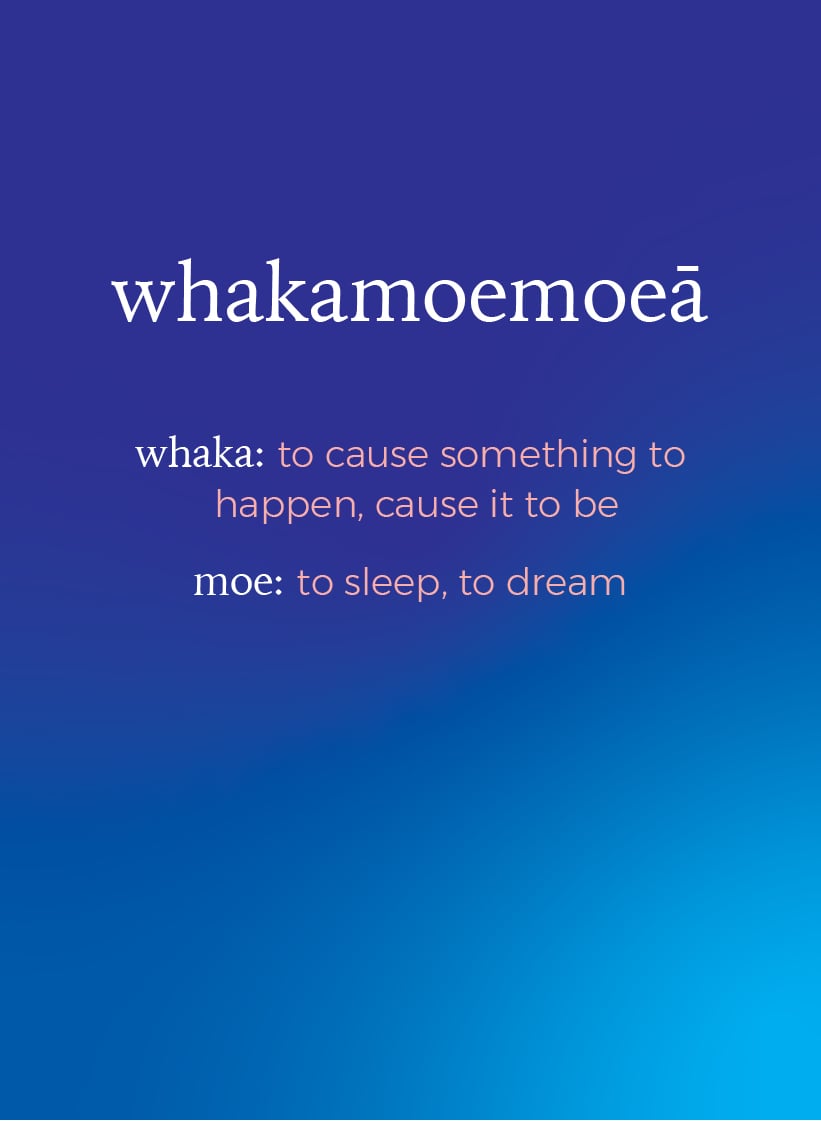 whakamoemoeā
whaka: to cause something to
happen, cause it to be
moe: to sleep, to dream